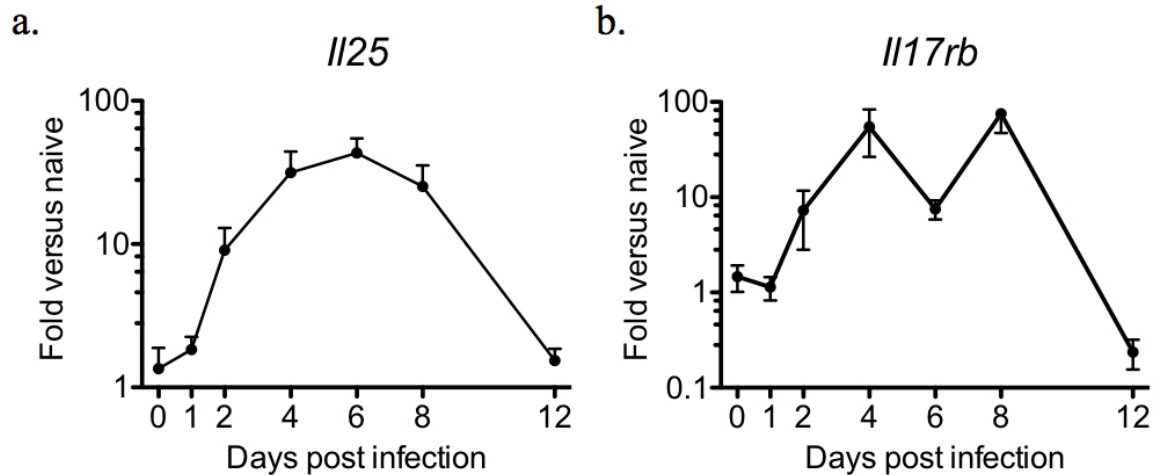 a.
Il25
Fold versus naive
100
10
1
0 1 2 4 6 8 12
Days post infection
b.
Il17rb
Fold versus naive
100
10
1
0.1
0 1 2 4 6 8 12
Days post infection